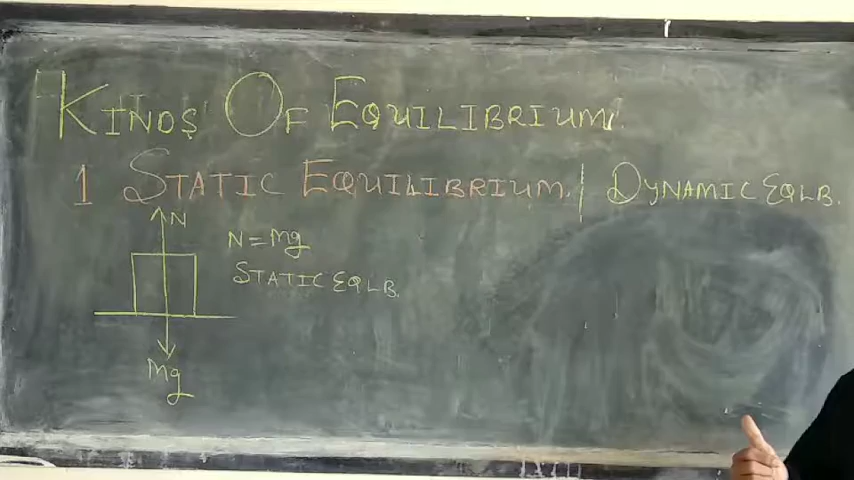 KINDS OF EQUILIBRIUM.
1 STATIC EQUILIBRIUM. | DYNAMIC EQLB.
N
N = Mg
STATIC EQLB.
Mg